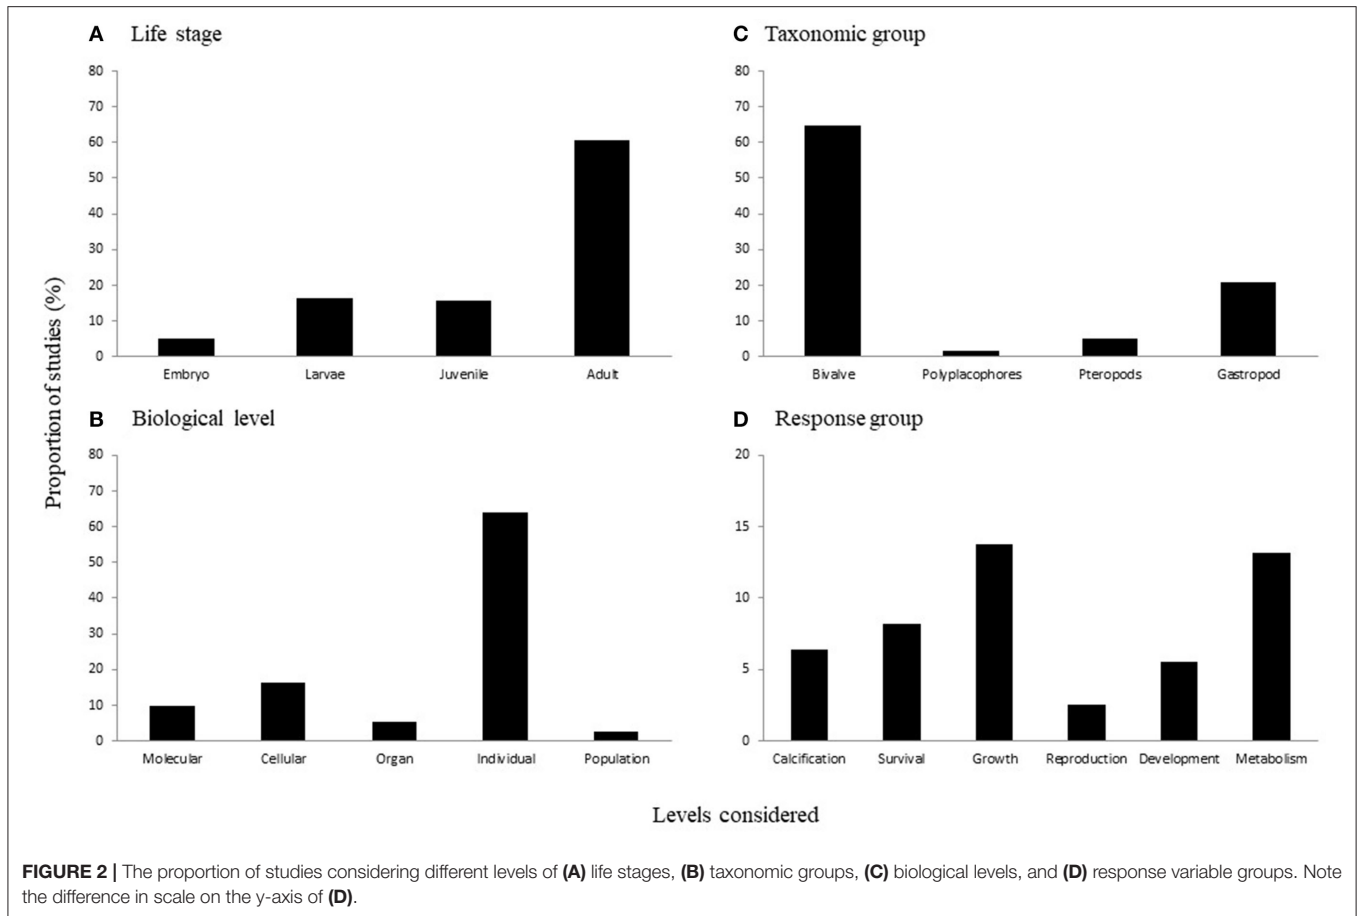 A Life stage
80
70
60
50
40
30
20
10
0
Embryo Larvae Juvenile Adult
C Taxonomic group
80
70
60
50
40
30
20
10
0
Bivalve Polyplacophores Pteropods Gastropod
Proportion of studies (%)
B Biological level
80
70
60
50
40
30
20
10
0
Molecular Cellular Organ Individual Population
D Response group
20
15
10
5
0
Calcification Survival Growth Reproduction Development Metabolism
Levels considered
FIGURE 2 | The proportion of studies considering different levels of (A) life stages, (B) taxonomic groups, (C) biological levels, and (D) response variable groups. Note
the difference in scale on the y-axis of (D).